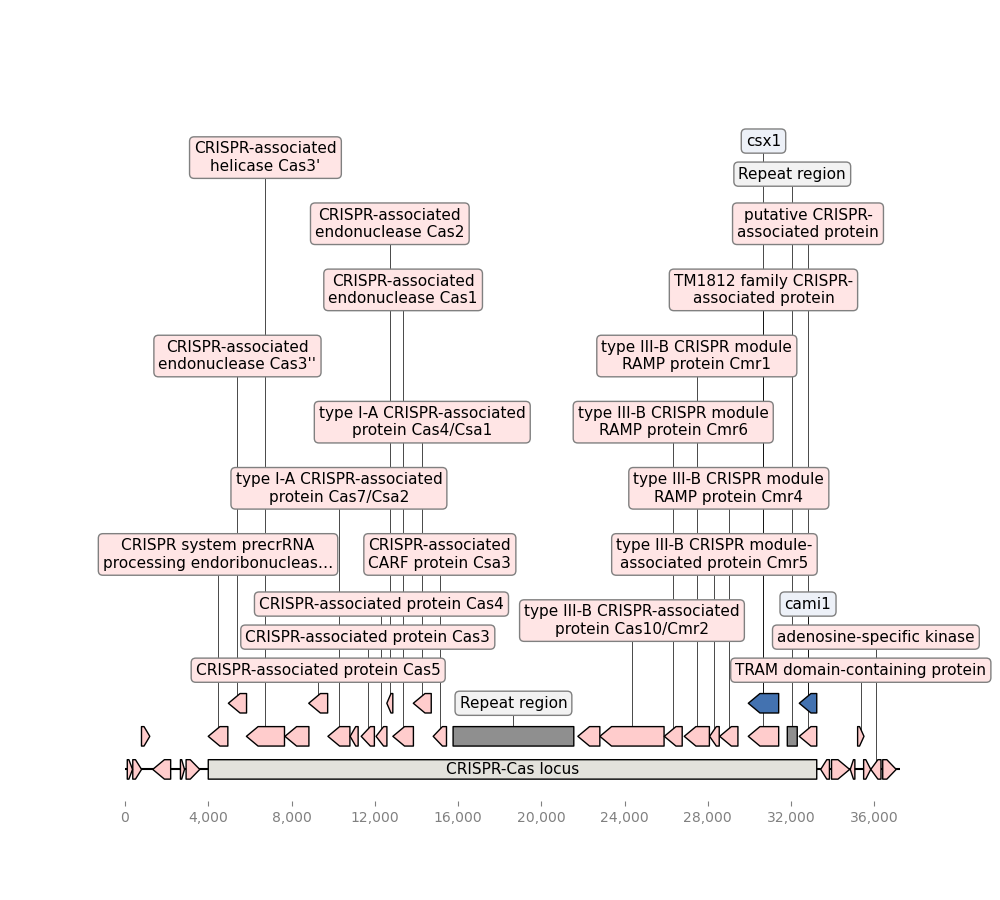 csx1
CRISPR-associated
helicase Cas3'
Repeat region
CRISPR-associated
endonuclease Cas2
putative CRISPR-
associated protein
CRISPR-associated
endonuclease Cas1
TM1812 family CRISPR-
associated protein
CRISPR-associated
endonuclease Cas3''
type III-B CRISPR module
RAMP protein Cmr1
type I-A CRISPR-associated
protein Cas4/Csa1
type III-B CRISPR module
RAMP protein Cmr6
type I-A CRISPR-associated
protein Cas7/Csa2
type III-B CRISPR module
RAMP protein Cmr4
CRISPR system precrRNA
processing endoribonucleas...
CRISPR-associated
CARF protein Csa3
type III-B CRISPR module-
associated protein Cmr5
CRISPR-associated protein Cas4
cami1
type III-B CRISPR-associated
protein Cas10/Cmr2
CRISPR-associated protein Cas3
adenosine-specific kinase
CRISPR-associated protein Cas5
TRAM domain-containing protein
Repeat region
CRISPR-Cas locus
0 4,000 8,000 12,000 16,000 20,000 24,000 28,000 32,000 36,000